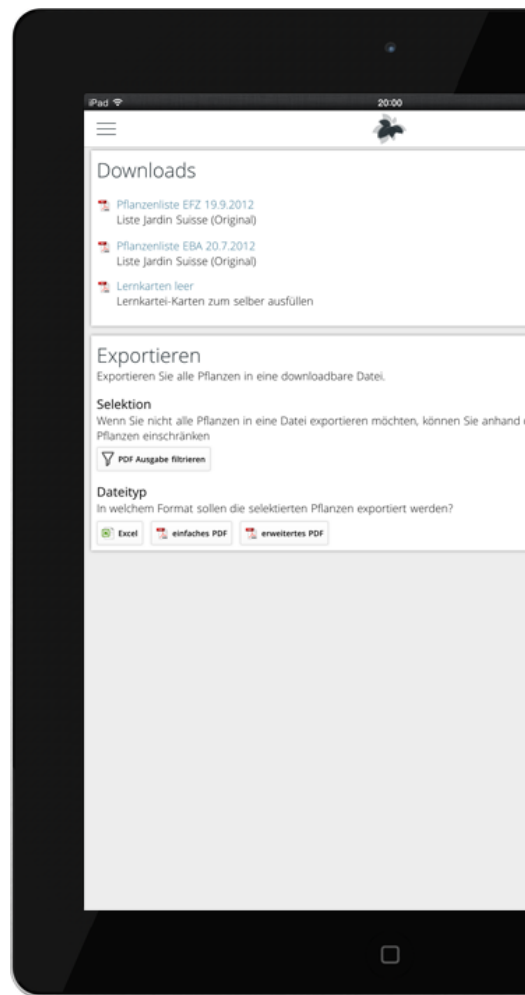 iPad 20:00
Downloads
Pflanzenliste EFZ 19.9.2012
Liste Jardin Suisse (Original)
Pflanzenliste EBA 20.7.2012
Liste Jardin Suisse (Original)
Lernkarten leer
Lernkartei-Karten zum selber ausfüllen
Exportieren
Exportieren Sie alle Pflanzen in eine downloadbare Datei.
Selektion
Wenn Sie nicht alle Pflanzen in eine Datei exportieren möchten, können Sie anhand
Pflanzen einschränken
PDF Ausgabe filtrieren
Dateityp
In welchem Format sollen die selektierten Pflanzen exportiert werden?
Excel einfaches PDF erweitertes PDF